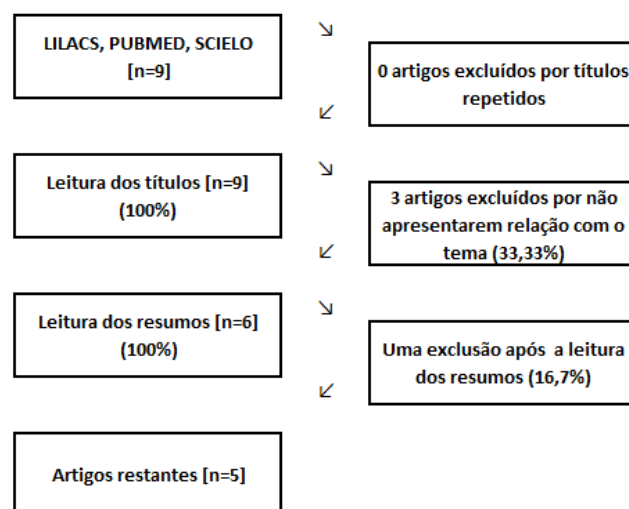 LILACS, PUBMED, SCIELO
[n=9]
0 artigos excluídos por títulos
repetidos
Leitura dos títulos [n=9]
(100%)
3 artigos excluídos por não
apresentarem relação com o
tema (33,33%)
Leitura dos resumos [n=6]
(100%)
Uma exclusão após a leitura
dos resumos (16,7%)
Artigos restantes [n=5]